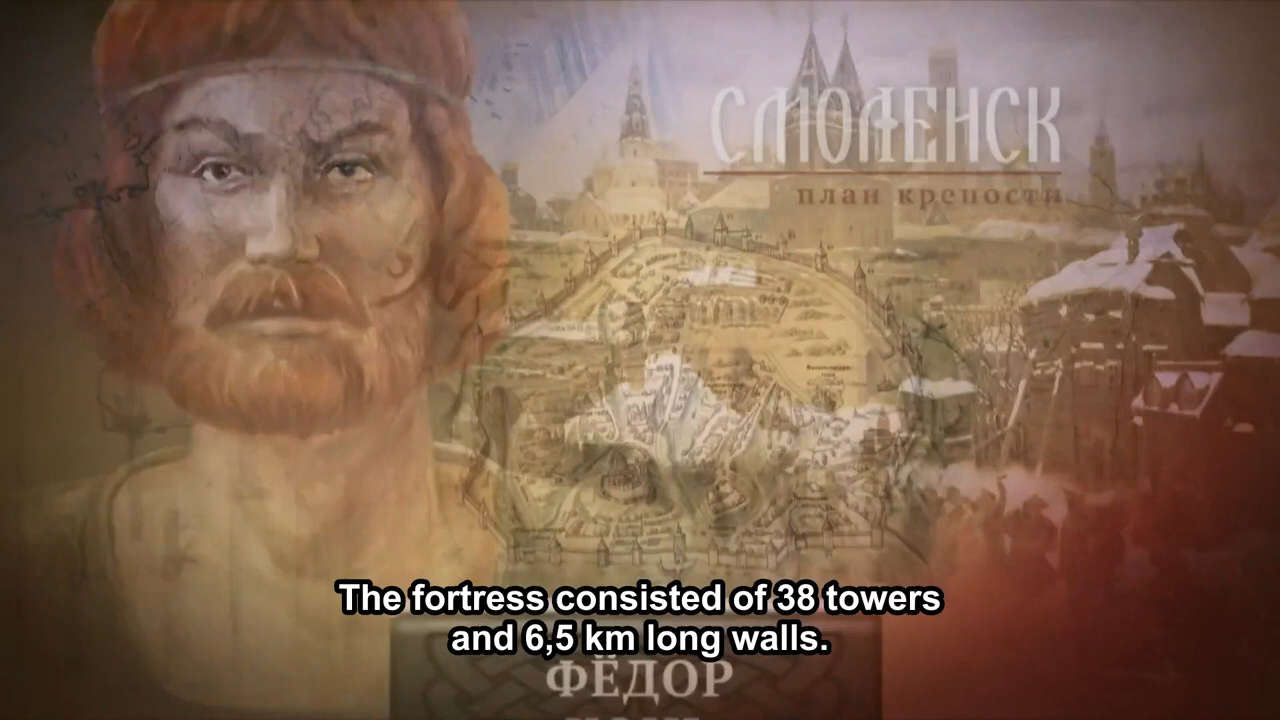 СМОЛЕНСК
план крепости
The fortress consisted of 38 towers
and 6,5 km long walls.
ФЁДОР